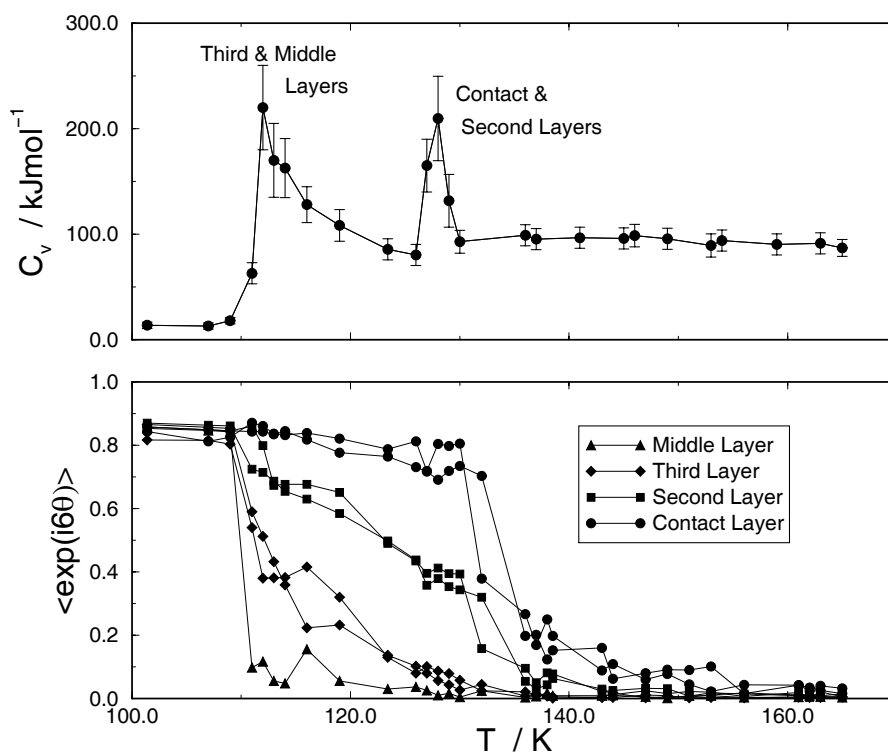 300.0
200.0
100.0
0.0
C_v / kJmol⁻¹
Third & Middle
Layers
Contact &
Second Layers
1.0
0.8
0.6
0.4
0.2
0.0
<exp(i6θ)>
Middle Layer
Third Layer
Second Layer
Contact Layer
100.0 120.0 140.0 160.0
T / K